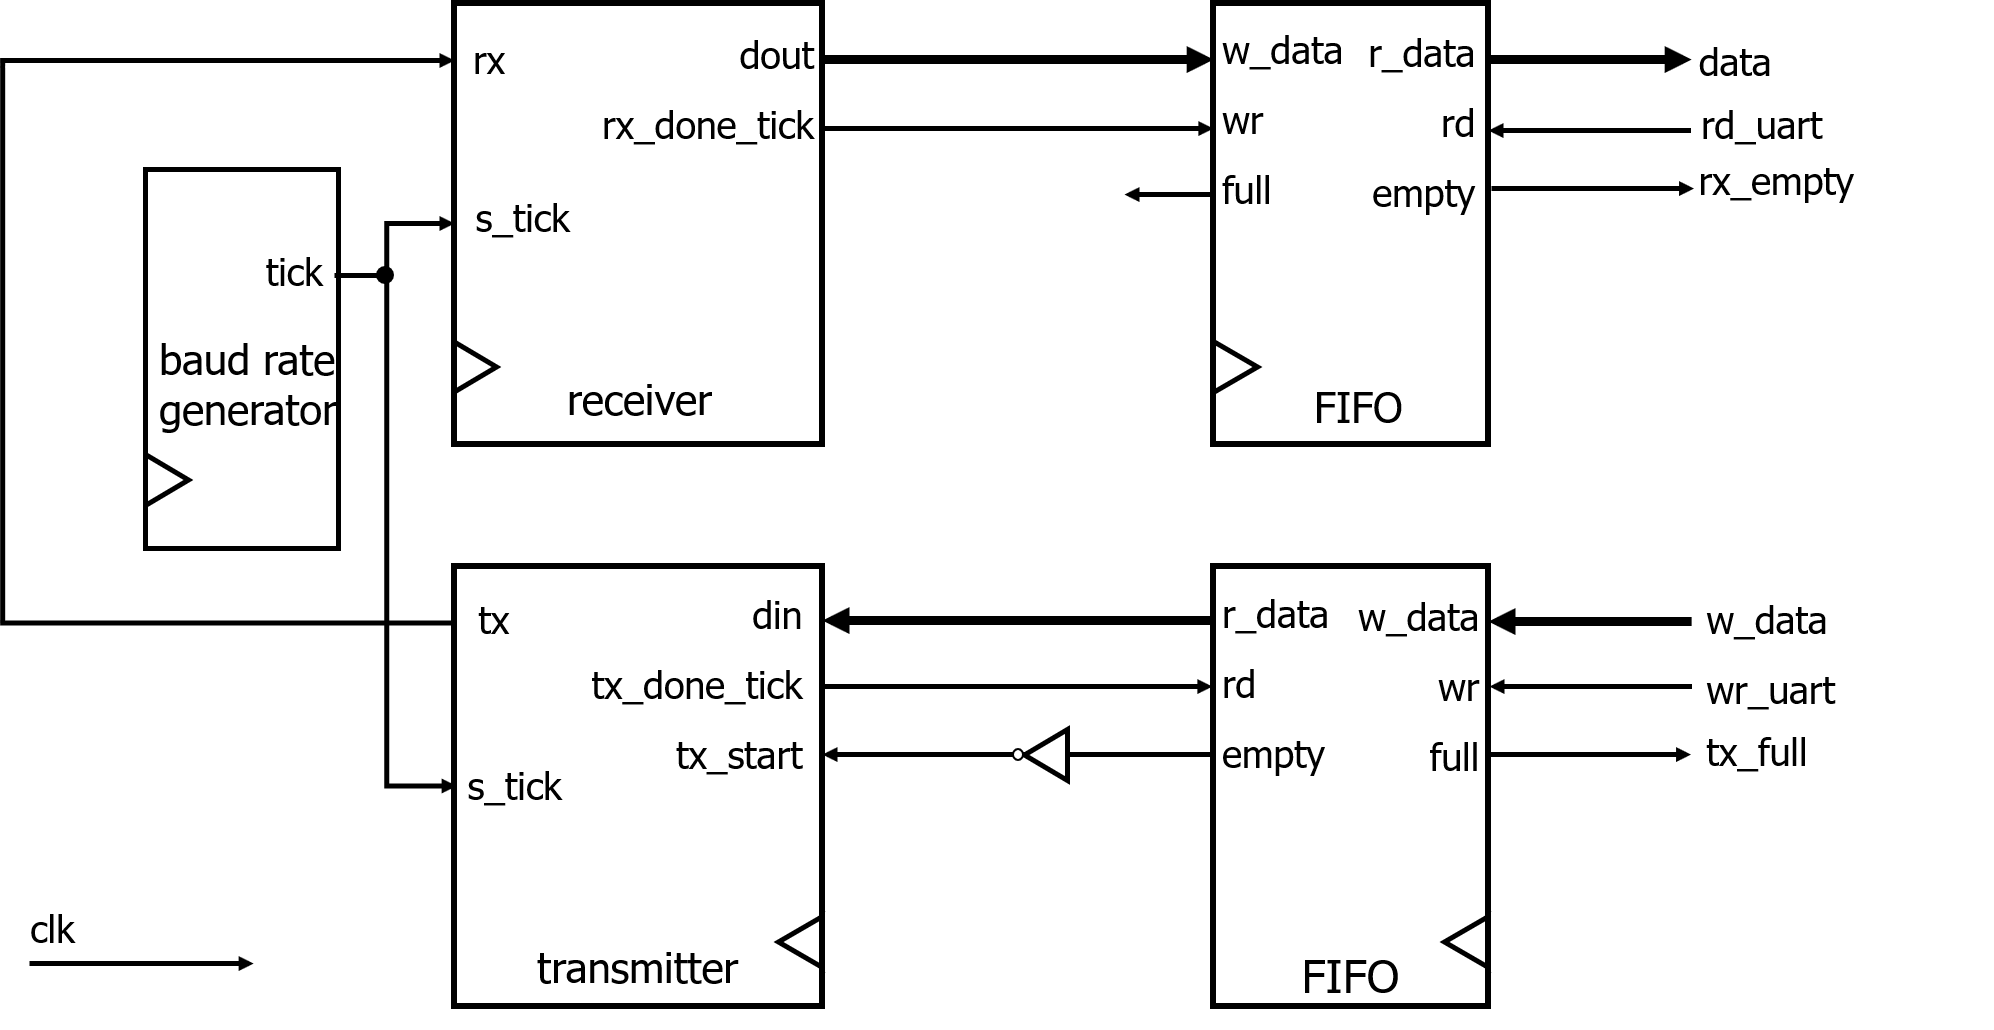 rx
dout
rx_done_tick
s_tick
receiver
w_data
r_data
wr
rd
full
empty
FIFO
data
rd_uart
rx_empty
tick
baud rate
generator
tx
din
tx_done_tick
tx_start
s_tick
transmitter
r_data
w_data
rd
wr
empty
full
FIFO
w_data
wr_uart
tx_full
clk